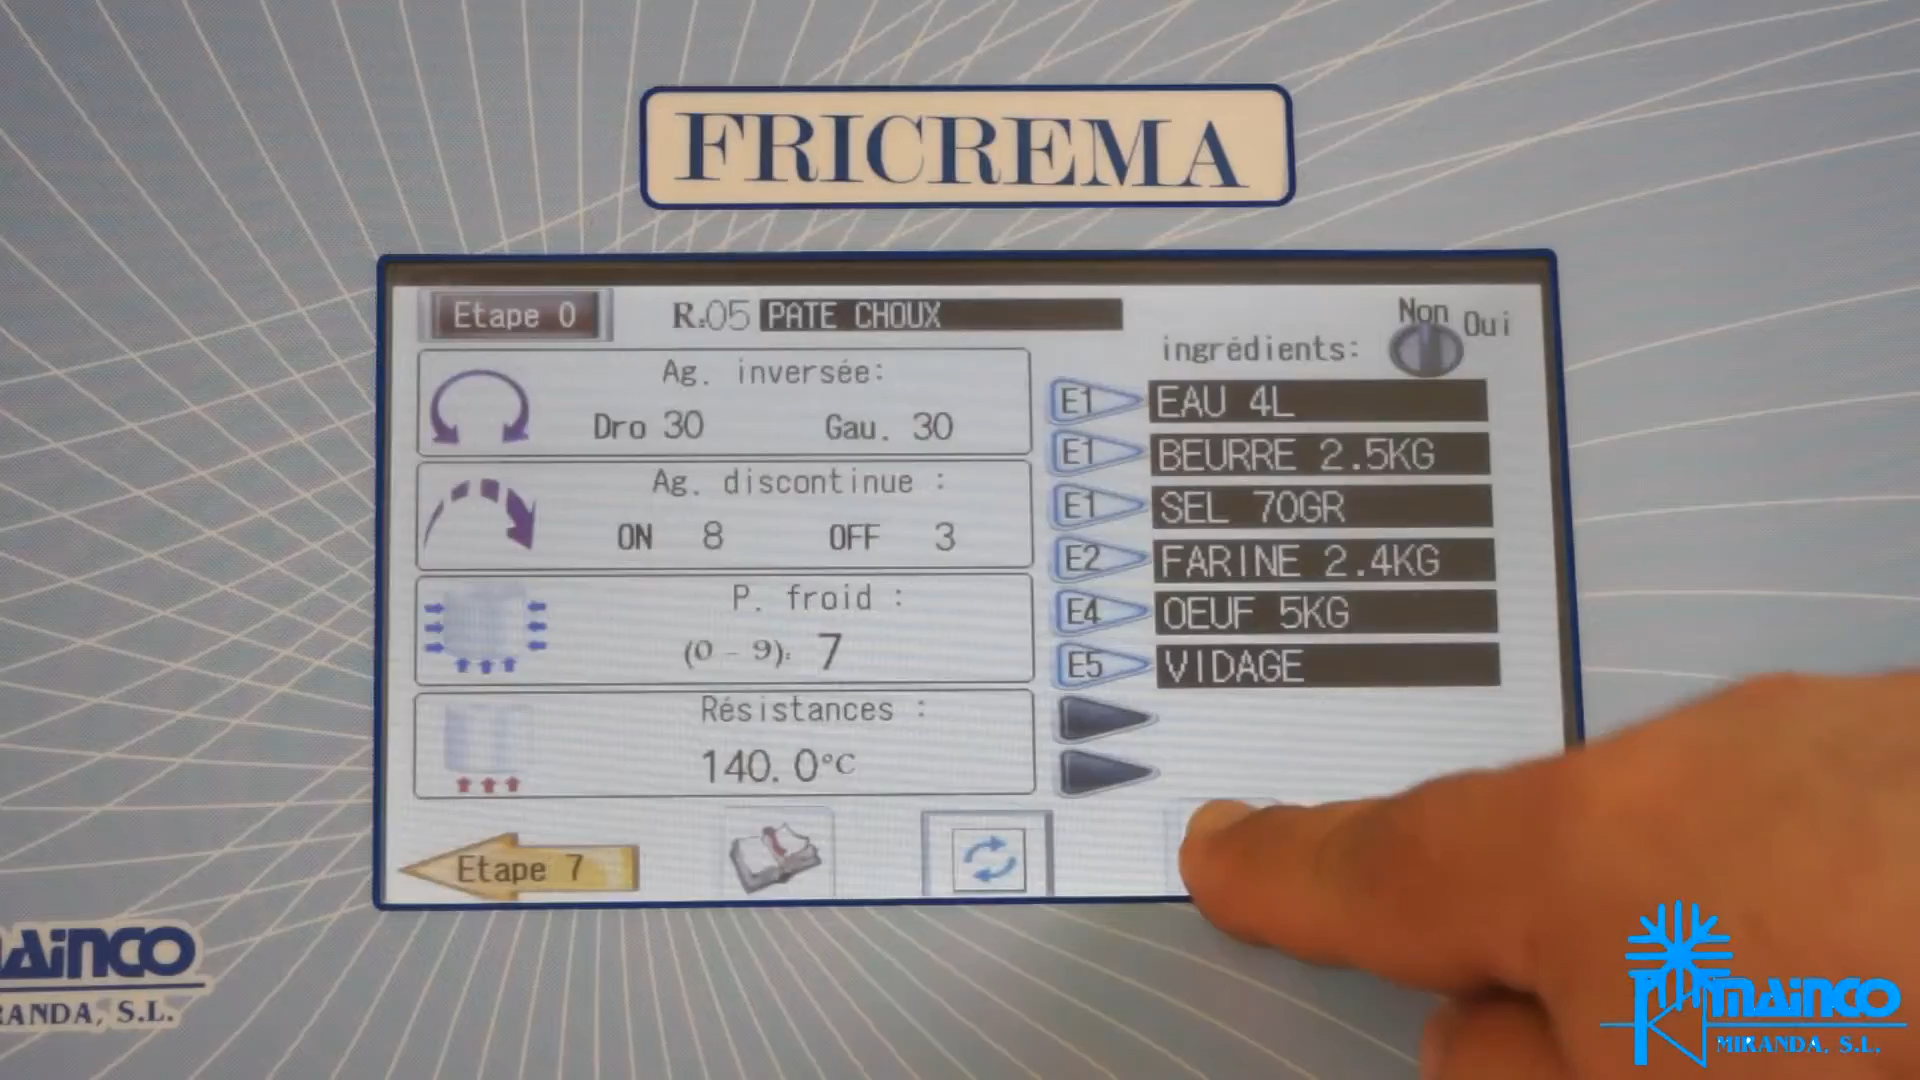 FRICREMA
Etape 0
R.05 PATE CHOUX
Non
Oui
ingrédients:
Ag. inversée:
Dro 30 Gau. 30
Ag. discontinue :
ON 8 OFF 3
P. froid :
(0 - 9): 7
Résistances :
140.0°C
E1 EAU 4L
E1 BEURRE 2.5KG
E1 SEL 70GR
E2 FARINE 2.4KG
E4 OEUF 5KG
E5 VIDAGE
Etape 7
MAINCO
MIRANDA, S.L.